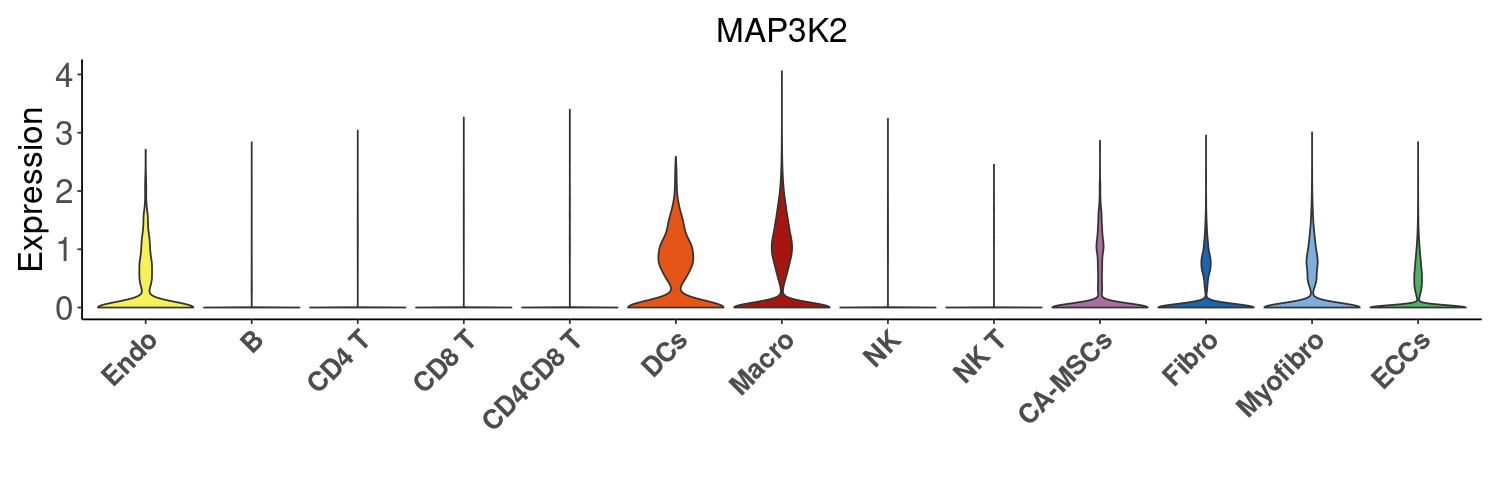 MAP3K2
Expression
4
3
2
1
0
Endo
B
CD4 T
CD8 T
CD4CD8 T
DCs
Macro
NK
NK T
CA-MSCs
Fibro
Myofibro
ECCs